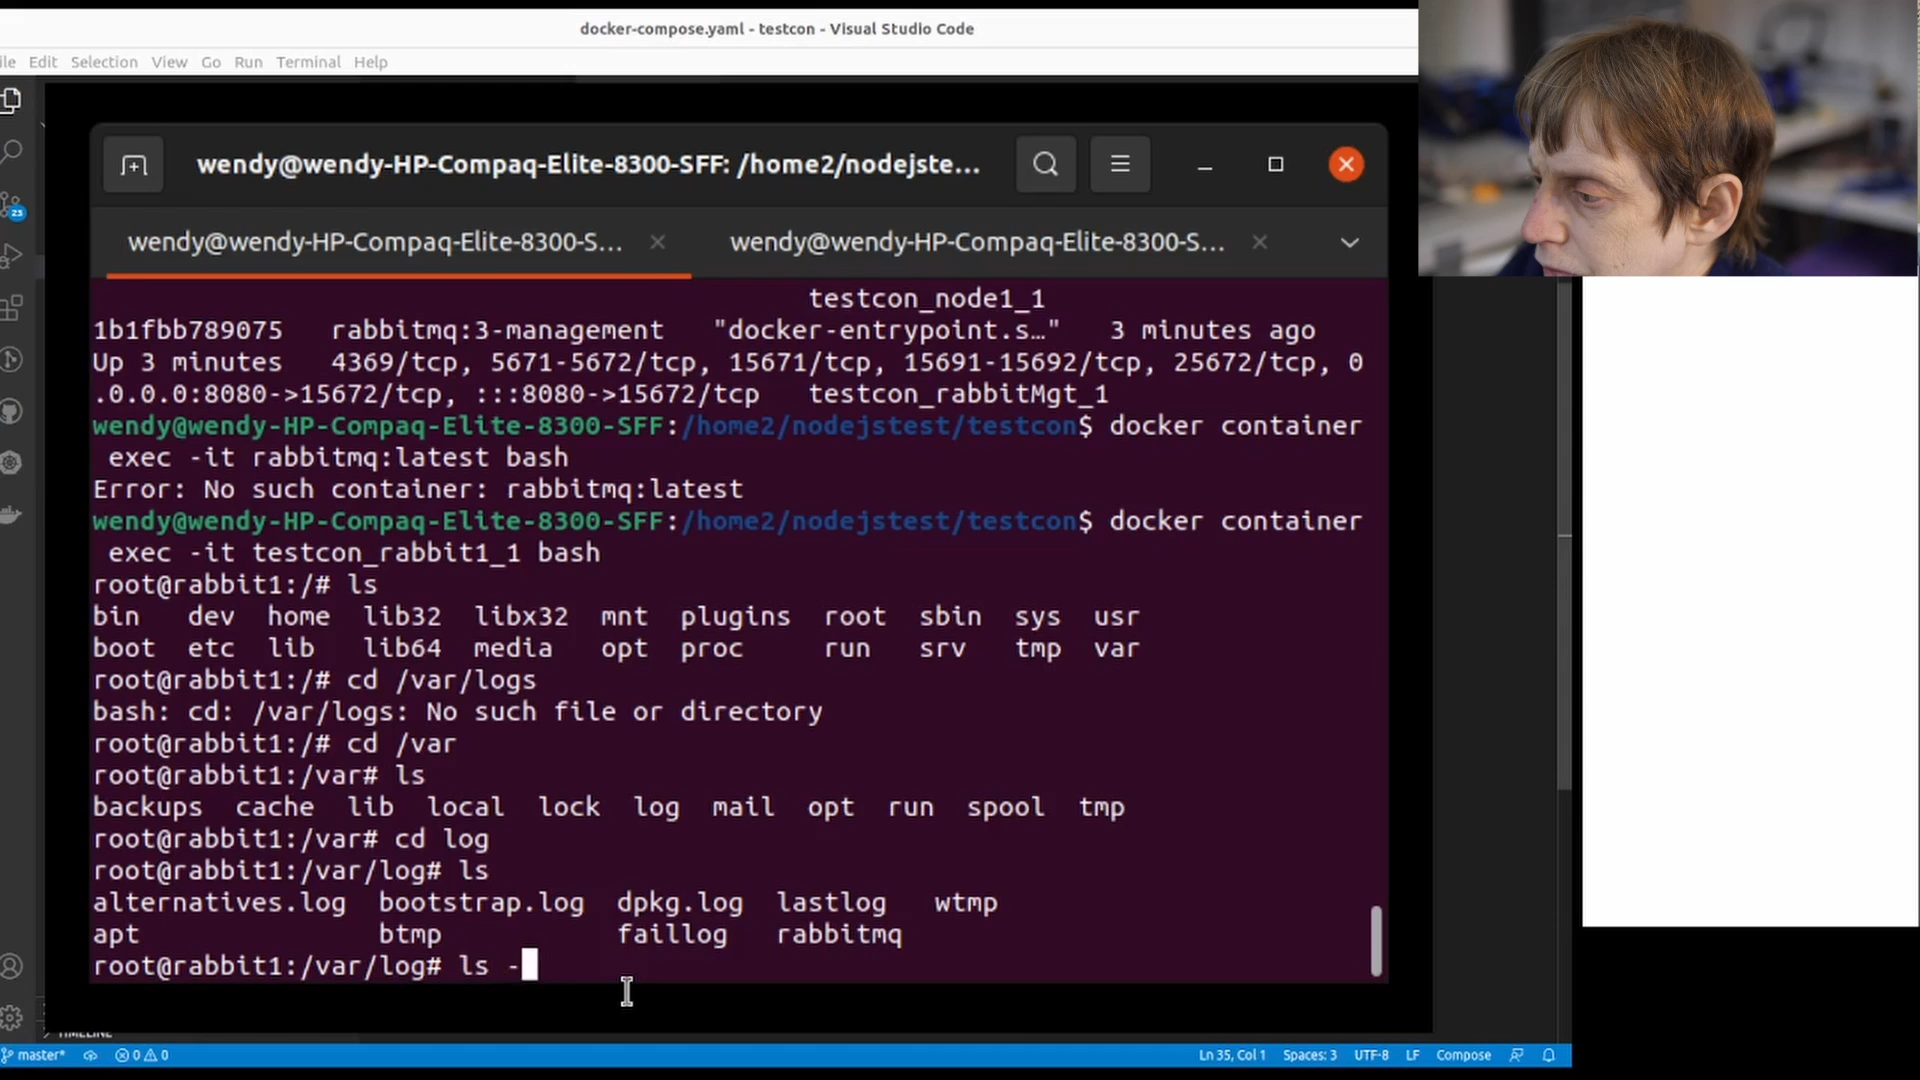 docker-compose.yaml - testcon - Visual Studio Code
ile Edit Selection View Go Run Terminal Help
wendy@wendy-HP-Compaq-Elite-8300-SFF: /home2/nodejste...
wendy@wendy-HP-Compaq-Elite-8300-S... wendy@wendy-HP-Compaq-Elite-8300-S...
23
testcon_node1_1
1b1fbb789075 rabbitmq:3-management "docker-entrypoint.s…" 3 minutes ago
Up 3 minutes 4369/tcp, 5671-5672/tcp, 15671/tcp, 15691-15692/tcp, 25672/tcp, 0
.0.0.0:8080->15672/tcp, :::8080->15672/tcp testcon_rabbitMgt_1
wendy@wendy-HP-Compaq-Elite-8300-SFF:/home2/nodejstest/testcon$ docker container
exec -it rabbitmq:latest bash
Error: No such container: rabbitmq:latest
wendy@wendy-HP-Compaq-Elite-8300-SFF:/home2/nodejstest/testcon$ docker container
exec -it testcon_rabbit1_1 bash
root@rabbit1:/# ls
bin dev home lib32 libx32 mnt plugins root sbin sys usr
boot etc lib lib64 media opt proc run srv tmp var
root@rabbit1:/# cd /var/logs
bash: cd: /var/logs: No such file or directory
root@rabbit1:/# cd /var
root@rabbit1:/var# ls
backups cache lib local lock log mail opt run spool tmp
root@rabbit1:/var# cd log
root@rabbit1:/var/log# ls
alternatives.log bootstrap.log dpkg.log lastlog wtmp
apt btmp faillog rabbitmq
root@rabbit1:/var/log# ls -
TIMELINE
master* 0 0 Ln 35, Col 1 Spaces: 3 UTF-8 LF Compose